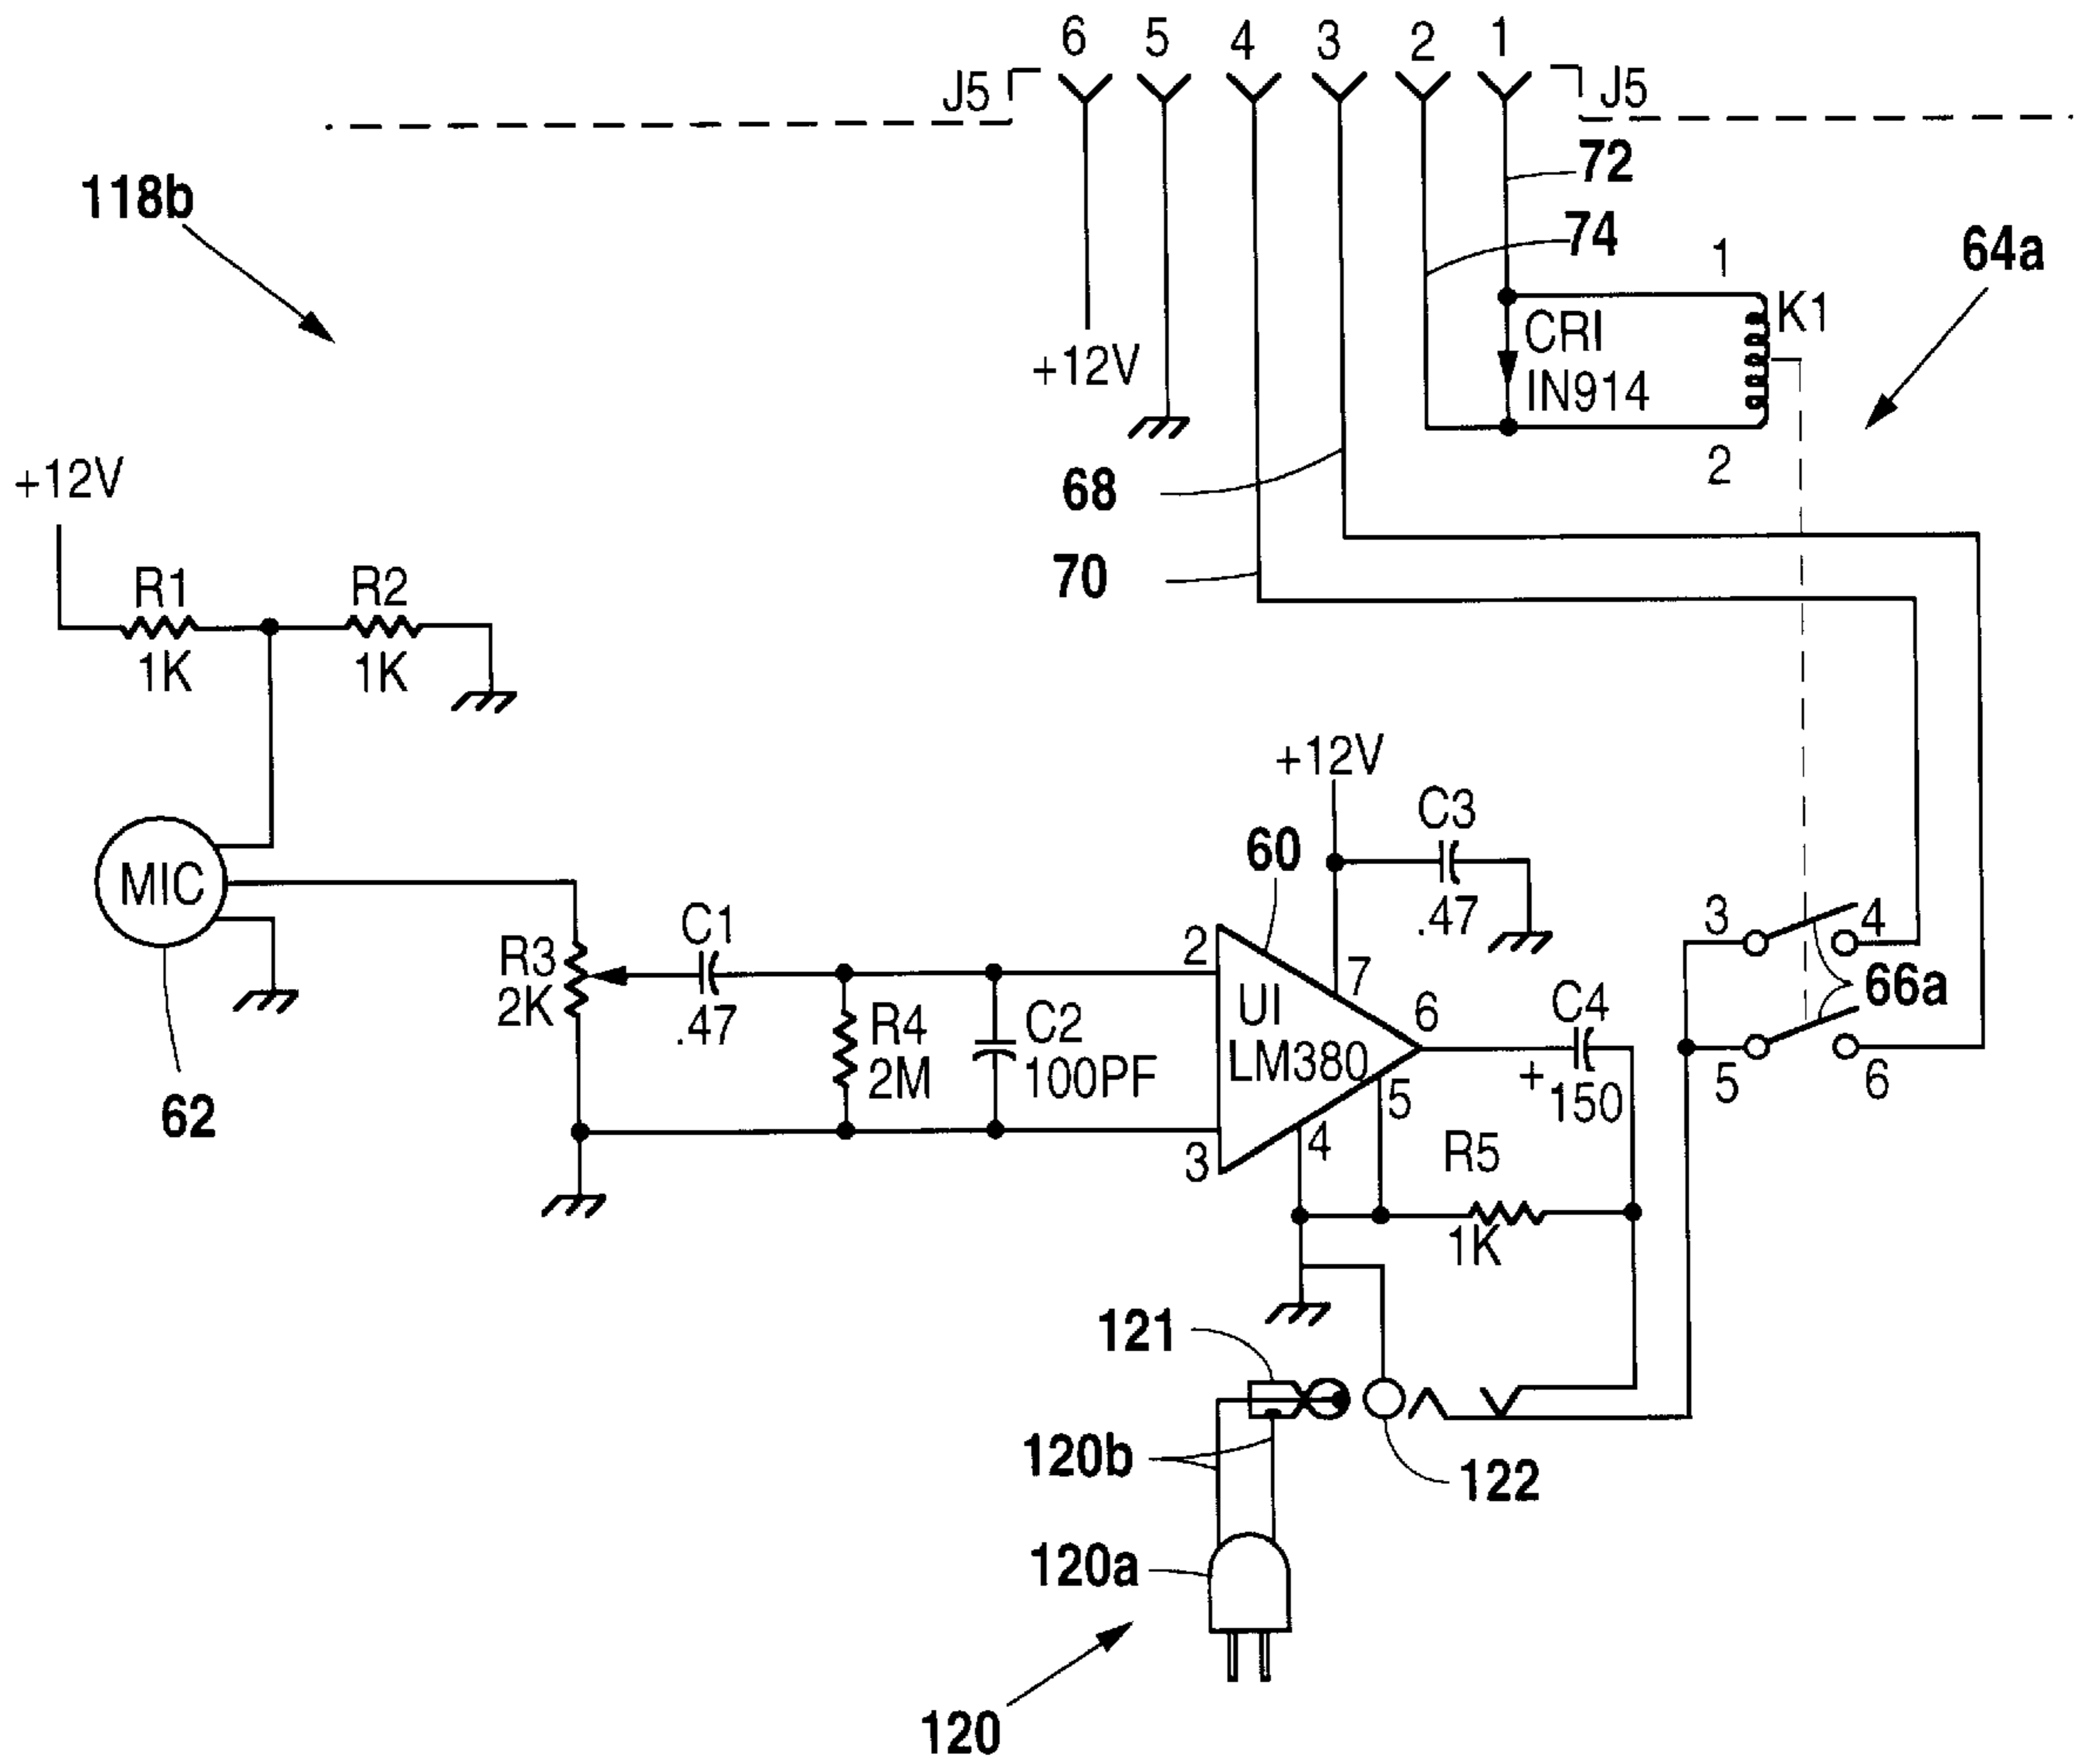 6 5 4 3 2 1
J5 J5
72
118b
74
64a
1
K1
CRI
IN914
+12V
2
68
+12V
70
R1 R2
1K 1K
+12V
C3
60
.47
MIC
C1
3 4
R3
2K
2
7
66a
.47
R4
2M
C2
100PF
UI
LM380
6
C4
+
150
5
5 6
62
4
3
R5
1K
121
120b
122
120a
120